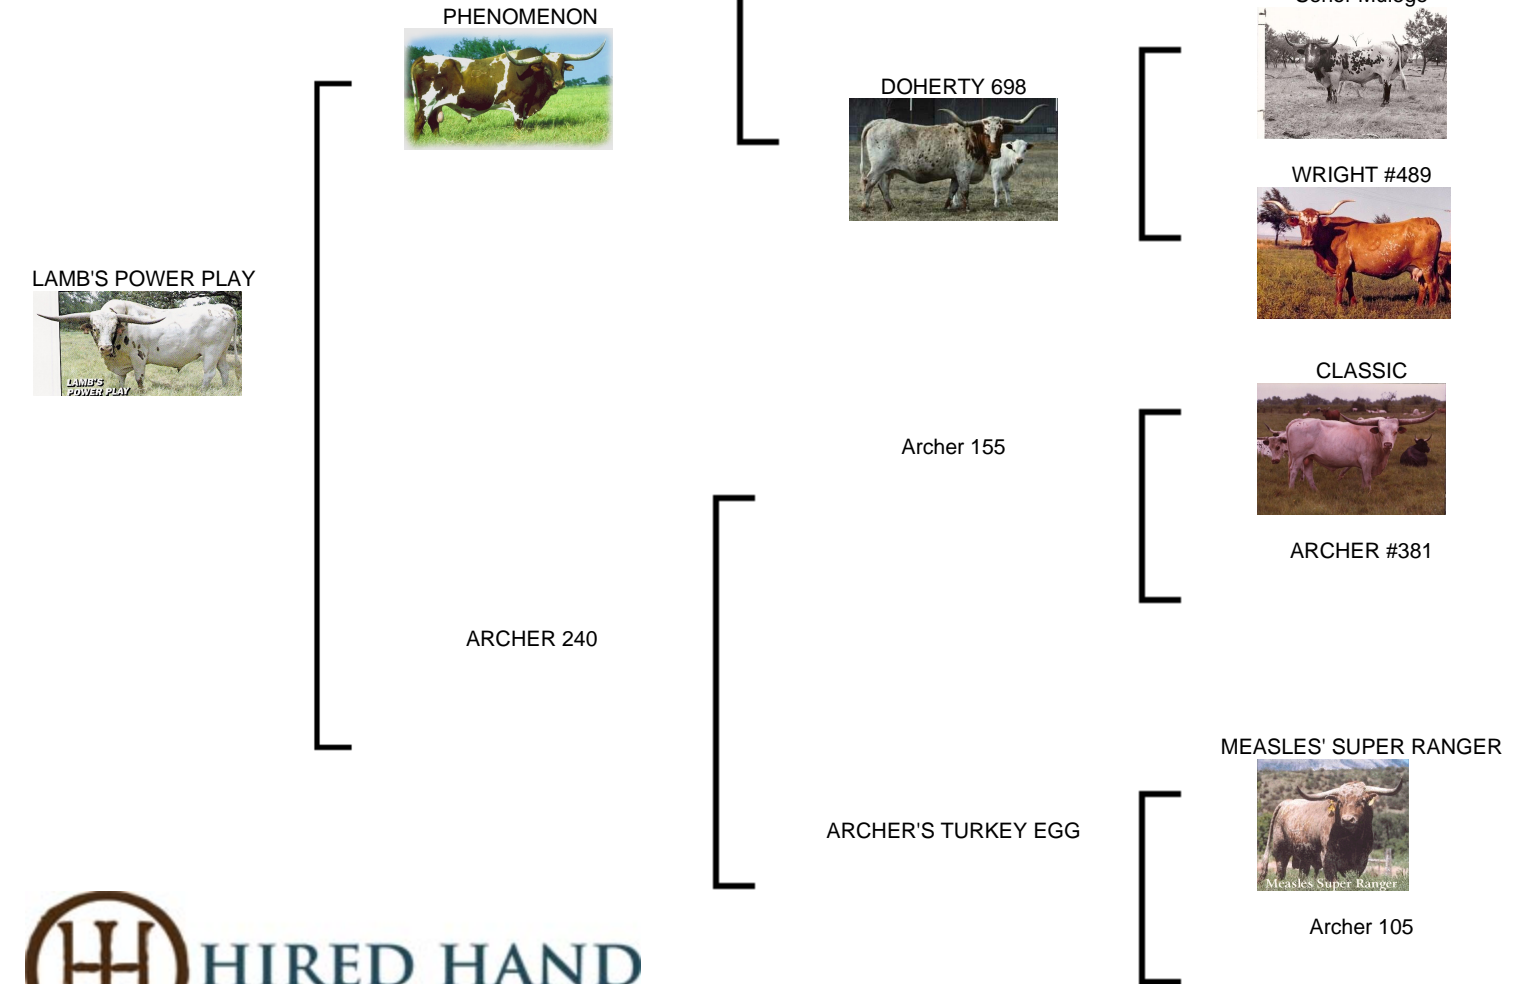 PHENOMENON
DOHERTY 698
WRIGHT #489
LAMB'S POWER PLAY
LAMB'S
POWER PLAY
CLASSIC
Archer 155
ARCHER #381
ARCHER 240
MEASLES' SUPER RANGER
Measles Super Ranger
ARCHER'S TURKEY EGG
Archer 105
HIRED HAND